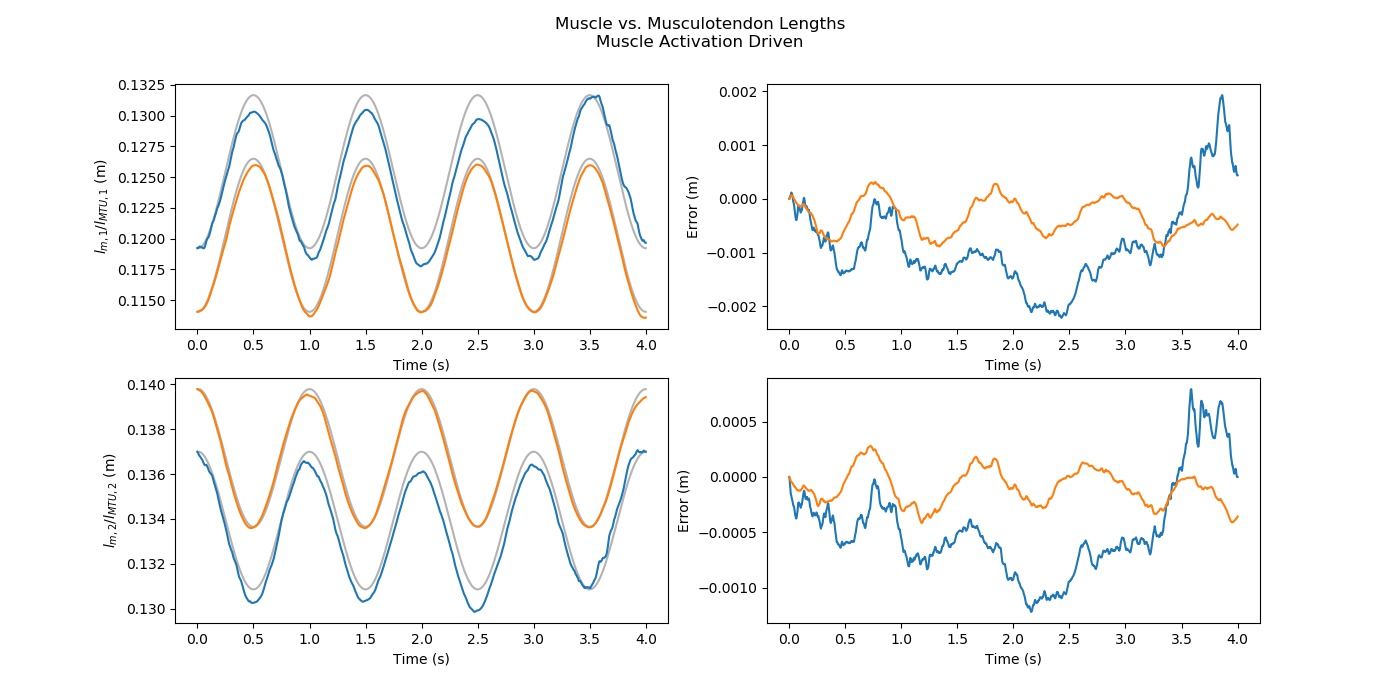 Muscle vs. Musculotendon Lengths
Muscle Activation Driven
0.1325
0.1300
0.1275
0.1250
0.1225
0.1200
0.1175
0.1150
l_{m,1}/l_{MTU,1} (m)
0.0 0.5 1.0 1.5 2.0 2.5 3.0 3.5 4.0
Time (s)
0.002
0.001
0.000
−0.001
−0.002
Error (m)
0.0 0.5 1.0 1.5 2.0 2.5 3.0 3.5 4.0
Time (s)
0.140
0.138
0.136
0.134
0.132
0.130
l_{m,2}/l_{MTU,2} (m)
0.0 0.5 1.0 1.5 2.0 2.5 3.0 3.5 4.0
Time (s)
0.0005
0.0000
−0.0005
−0.0010
Error (m)
0.0 0.5 1.0 1.5 2.0 2.5 3.0 3.5 4.0
Time (s)